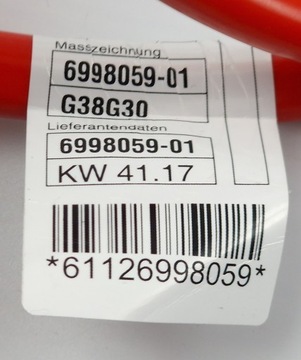 Masszeichnung
6998059-01
G38G30
Lieferantendaten
6998059-01
KW 41.17
*61126998059*